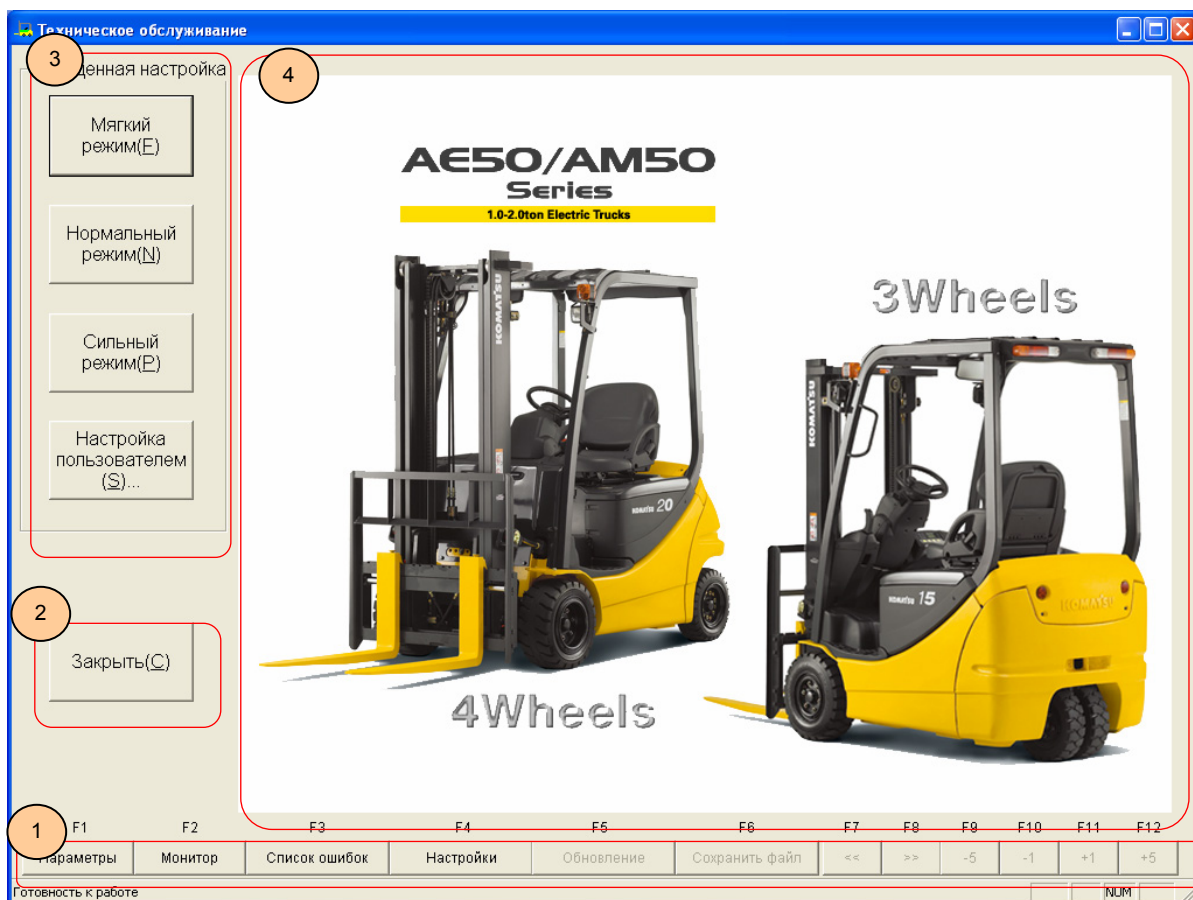 Техническое обслуживание
3
4
денная настройка
Мягкий
режим(F)
Нормальный
режим(N)
Сильный
режим(P)
Настройка
пользователем
(S)...
2
Закрыть(C)
AE50/AM50
Series
1.0-2.0ton Electric Trucks
3Wheels
KOMATSU
KOMATSU
KOMATSU 20
KOMATSU 15
KOMATSU
4Wheels
1
F1 F2 F3 F4 F5 F6 F7 F8 F9 F10 F11 F12
Параметры Монитор Список ошибок Настройки Обновление Сохранить файл << >> -5 -1 +1 +5
Готовность к работе NUM